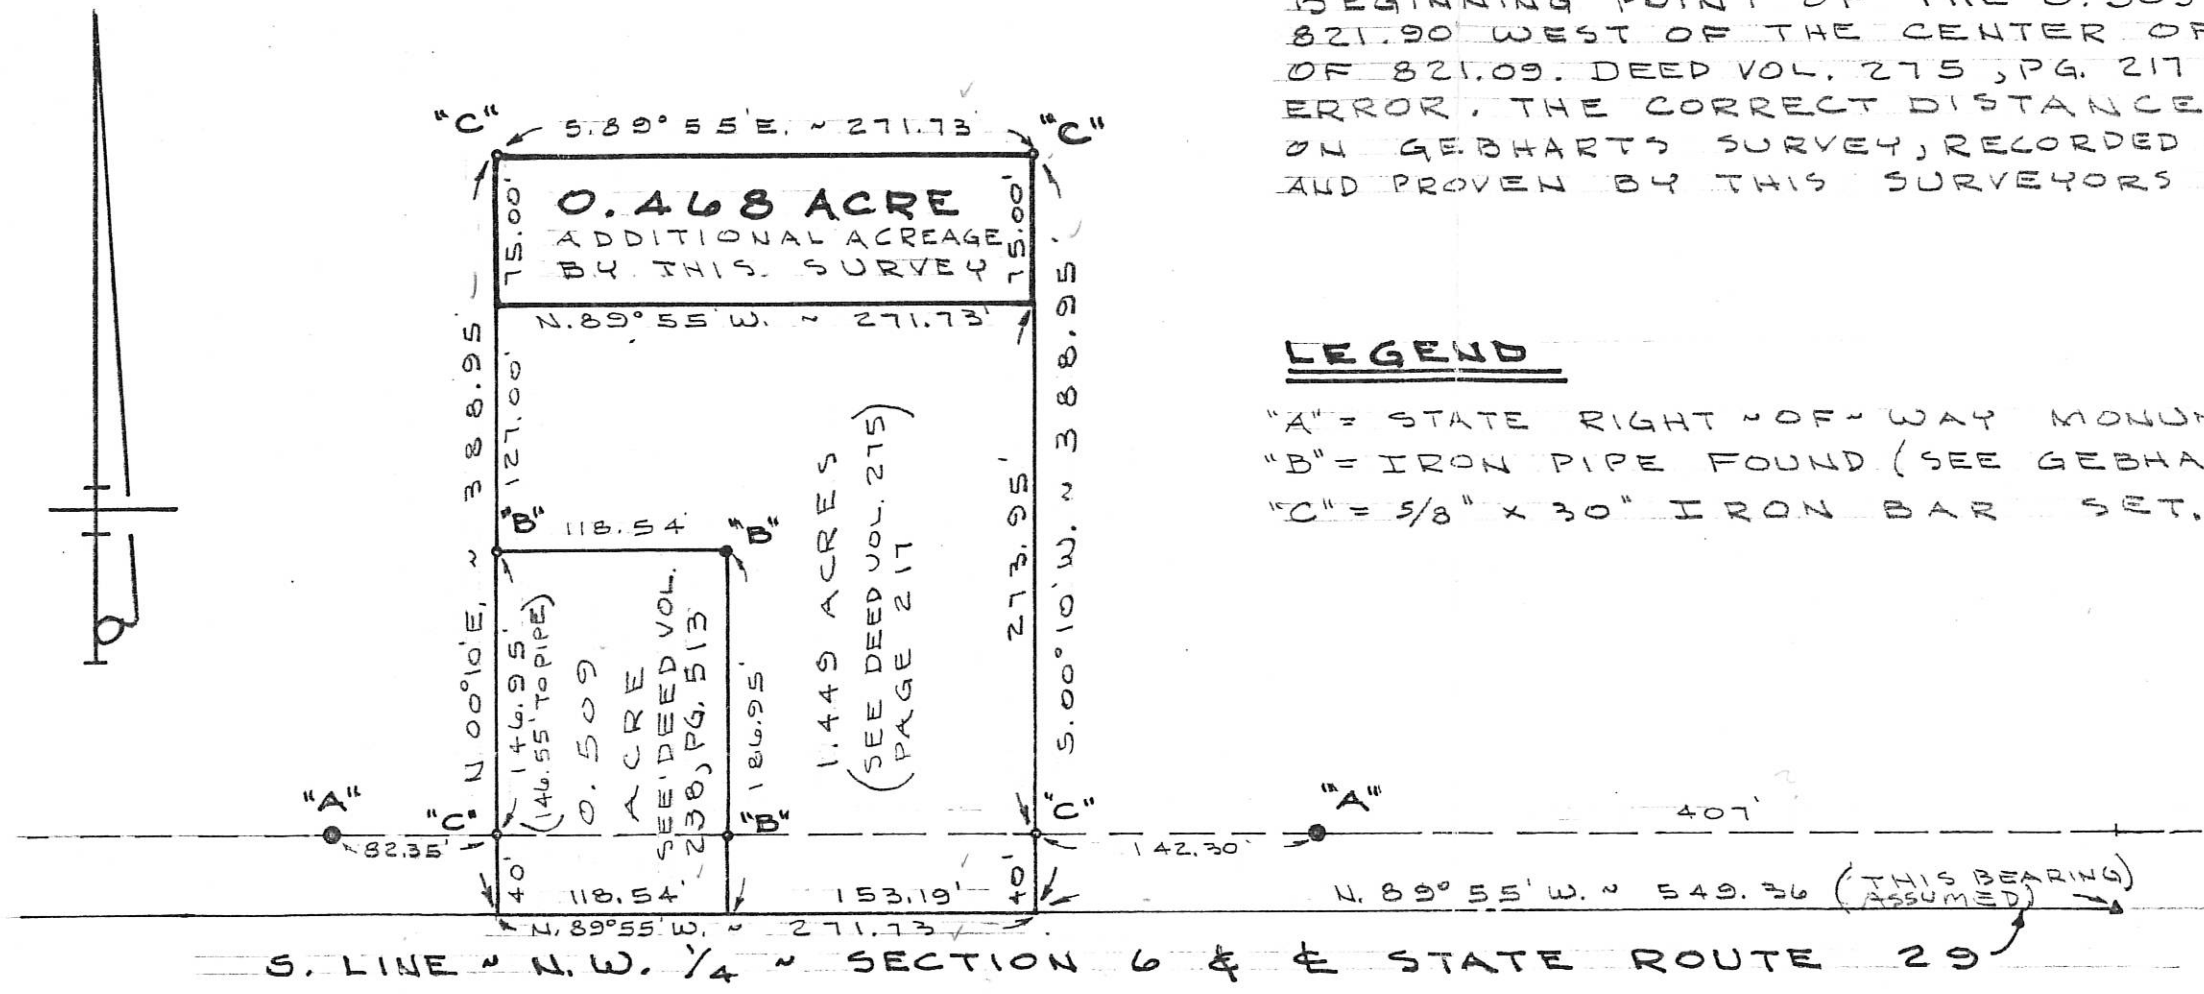 BEGINNING POINT OF THE
821.90 WEST OF THE CENTER OF
OF 821.09. DEED VOL. 275, PG. 217
ERROR. THE CORRECT DISTANCE
ON GEBHARTS SURVEY, RECORDED
AND PROVEN BY THIS SURVEYORS
"C" S.89°55'E. ~ 271.73' "C"
75.00'
0.468 ACRE
ADDITIONAL ACREAGE
BY THIS SURVEY
75.00'
N.89°55'W. ~ 271.73'
LEGEND
"A" = STATE RIGHT~OF~WAY
"B" = IRON PIPE FOUND (SEE
"C" = 5/8" x 30" IRON BAR SET.
N 00°10'E. ~ 388.95
127.00'
"B" 118.54' "B"
146.95'
(146.55' TO PIPE)
0.509
ACRE
SEE DEED VOL.
238, PG. 513
186.95'
1.449 ACRES
(SEE DEED VOL. 275)
(PAGE 217)
273.95'
S.00°10'W. ~ 388.95
"A" "C" "B" "C" "A"
407'
82.35'
142.30'
40' 118.54' 153.19' 40'
N. 89°55' W. ~ 549.36 (THIS BEARING)
(ASSUMED)
N. 89°55' W. ~ 271.73
S. LINE ~ N.W. 1/4 ~ SECTION 6 & ℄ STATE ROUTE 29